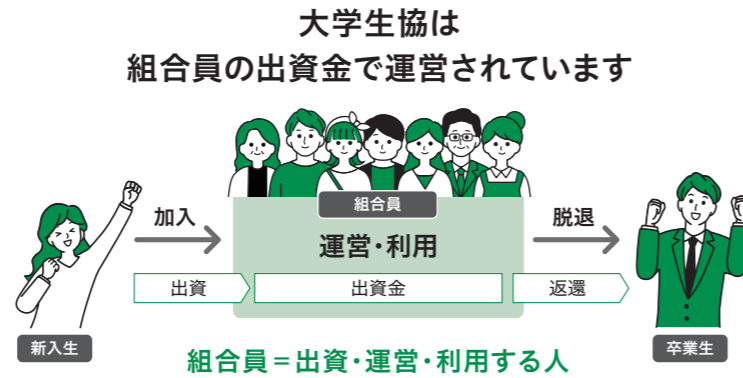 大学生協は
組合員の出資金で運営されています
組合員
加入
運営・利用
脱退
出資
出資金
返還
新入生
卒業生
組合員＝出資・運営・利用する人